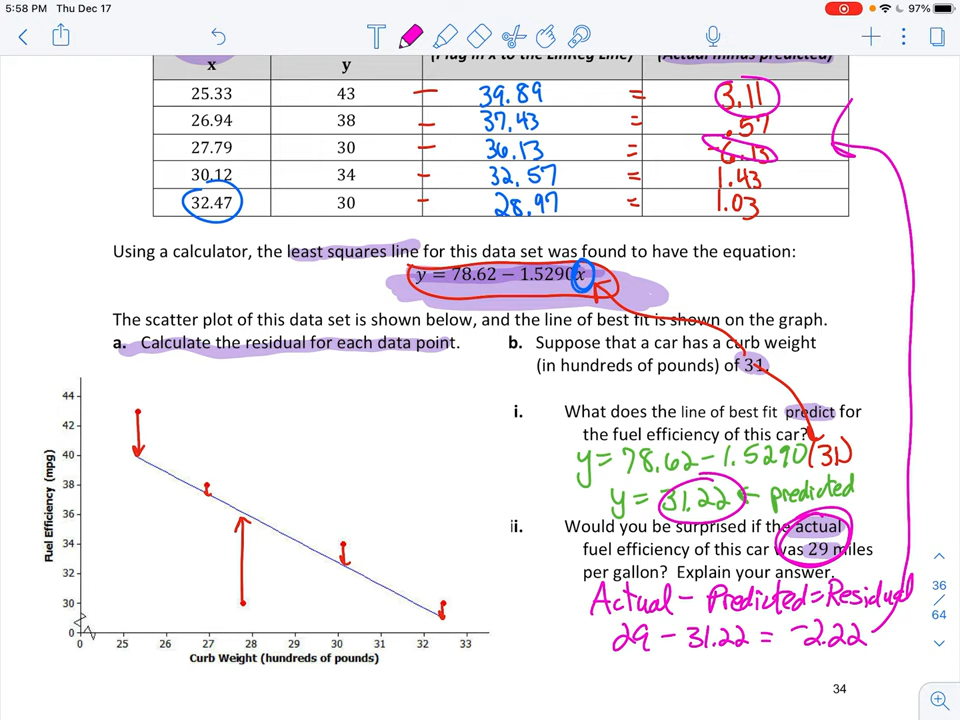 5:58 PM Thu Dec 17 97%
T
(Plug in x to the LinReg Line) (Actual minus predicted)
x y
25.33 43 − 39.89 = 3.11
26.94 38 − 37.43 = .57
27.79 30 − 36.13 = -6.13
30.12 34 − 32.57 = 1.43
32.47 30 − 28.97 = 1.03
Using a calculator, the least squares line for this data set was found to have the equation:
y = 78.62 − 1.5290x
The scatter plot of this data set is shown below, and the line of best fit is shown on the graph.
a. Calculate the residual for each data point.
b. Suppose that a car has a curb weight
(in hundreds of pounds) of 31.
i. What does the line of best fit predict for
the fuel efficiency of this car?
y = 78.62 − 1.5290(31)
y = 31.22 ← predicted
ii. Would you be surprised if the actual
fuel efficiency of this car was 29 miles
per gallon? Explain your answer.
Actual − Predicted = Residual
29 − 31.22 = −2.22
Fuel Efficiency (mpg)
44
42
40
38
36
34
32
30
0
0 25 26 27 28 29 30 31 32 33
Curb Weight (hundreds of pounds)
36
/
64
34